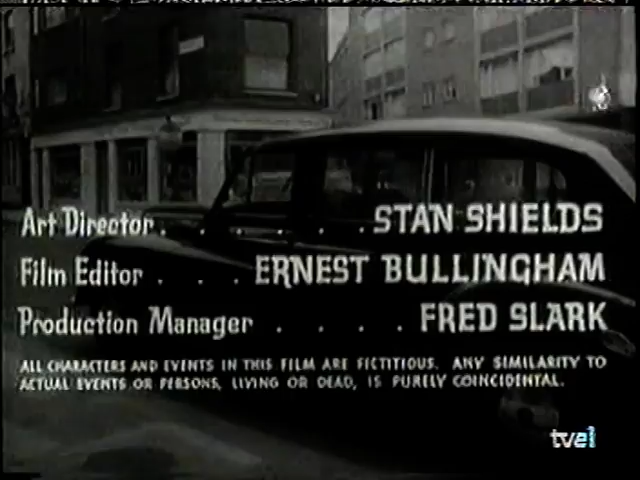 Art Director . . . . . . STAN SHIELDS
Film Editor . . . . ERNEST BULLINGHAM
Production Manager . . . . FRED SLARK
ALL CHARACTERS AND EVENTS IN THIS FILM ARE FICTITIOUS. ANY SIMILARITY TO
ACTUAL EVENTS OR PERSONS, LIVING OR DEAD, IS PURELY COINCIDENTAL.
tve1